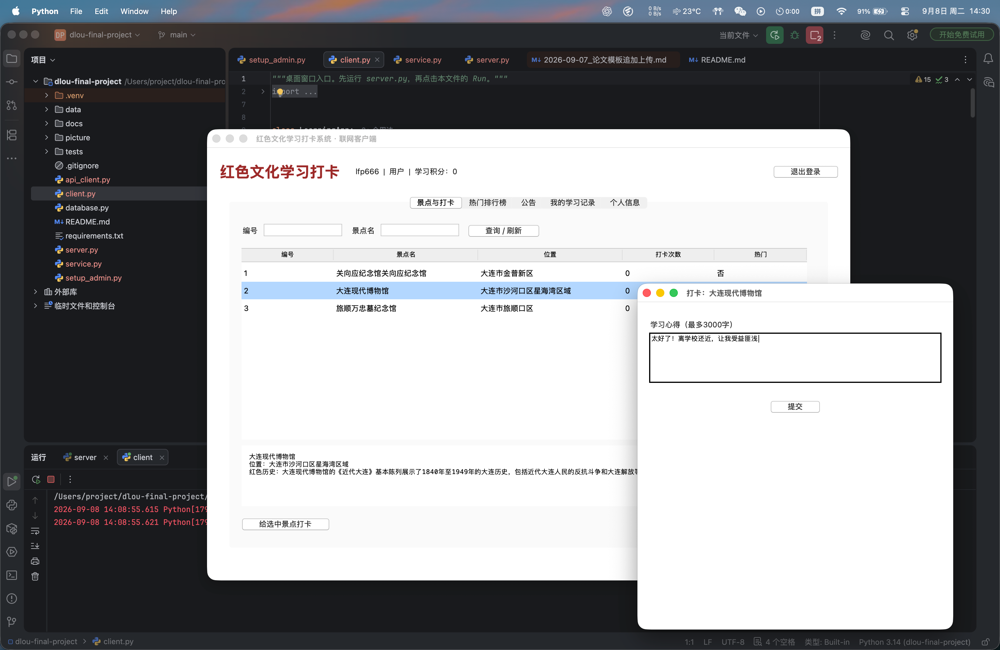 Python File Edit Window Help
0 B/s
0 B/s
23°C
0:00
拼
91%
9月8日 周二 14:30
DP dlou-final-project main
当前文件
2
开始免费试用
项目
setup_admin.py client.py service.py server.py M↓ 2026-09-07_论文模板追加上传.md M↓ README.md
dlou-final-project /Users/project/dlou-final-pro
.venv
data
docs
picture
tests
.gitignore
api_client.py
client.py
database.py
M↓ README.md
requirements.txt
server.py
service.py
setup_admin.py
外部库
临时文件和控制台
1 """桌面窗口入口。先运行 server.py，再点击本文件的 Run。"""
2 import ...
7
8
15 3
红色文化学习打卡系统 · 联网客户端
红色文化学习打卡 lfp666 | 用户 | 学习积分：0
退出登录
景点与打卡 热门排行榜 公告 我的学习记录 个人信息
编号 景点名 查询 / 刷新
编号 景点名 位置 打卡次数 热门
1 关向应纪念馆关向应纪念馆 大连市金普新区 0 否
2 大连现代博物馆 大连市沙河口区星海湾区域 0
3 旅顺万忠墓纪念馆 大连市旅顺口区 0
大连现代博物馆
位置：大连市沙河口区星海湾区域
红色历史：大连现代博物馆的《近代大连》基本陈列展示了1840年至1949年的大连历史，包括近代大连人民的反抗斗争和大连解放
给选中景点打卡
打卡：大连现代博物馆
学习心得（最多3000字）
太好了！离学校还近，让我受益匪浅
提交
运行 server client
/Users/project/dlou-final-project/
2026-09-08 14:08:55.615 Python[179
2026-09-08 14:08:55.621 Python[179
dlou-final-project client.py
1:1 LF UTF-8 4 个空格 类型: Built-in Python 3.14 (dlou-final-project)